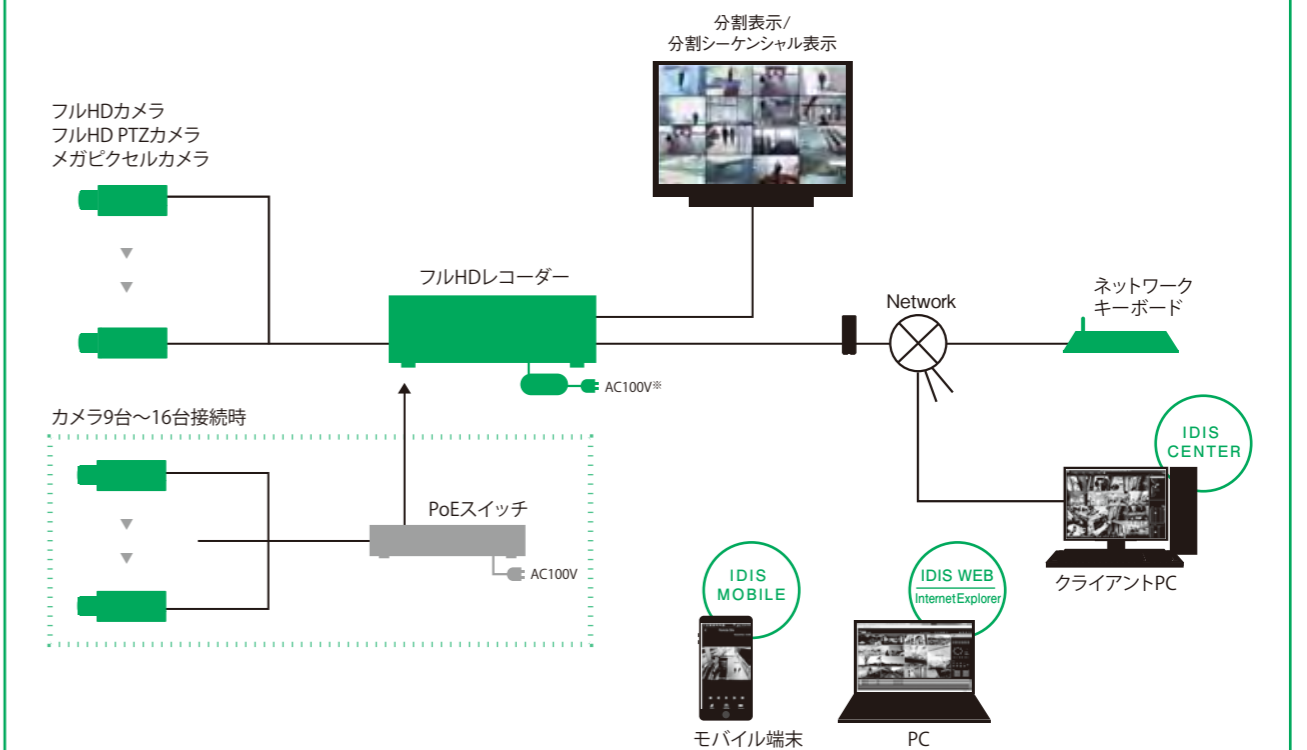 分割表示/
分割シーケンシャル表示
フルHDカメラ
フルHD PTZカメラ
メガピクセルカメラ
フルHDレコーダー
AC100V※
Network
ネットワーク
キーボード
カメラ9台～16台接続時
PoEスイッチ
AC100V
IDIS
CENTER
クライアントPC
IDIS
MOBILE
IDIS WEB
InternetExplorer
モバイル端末
PC